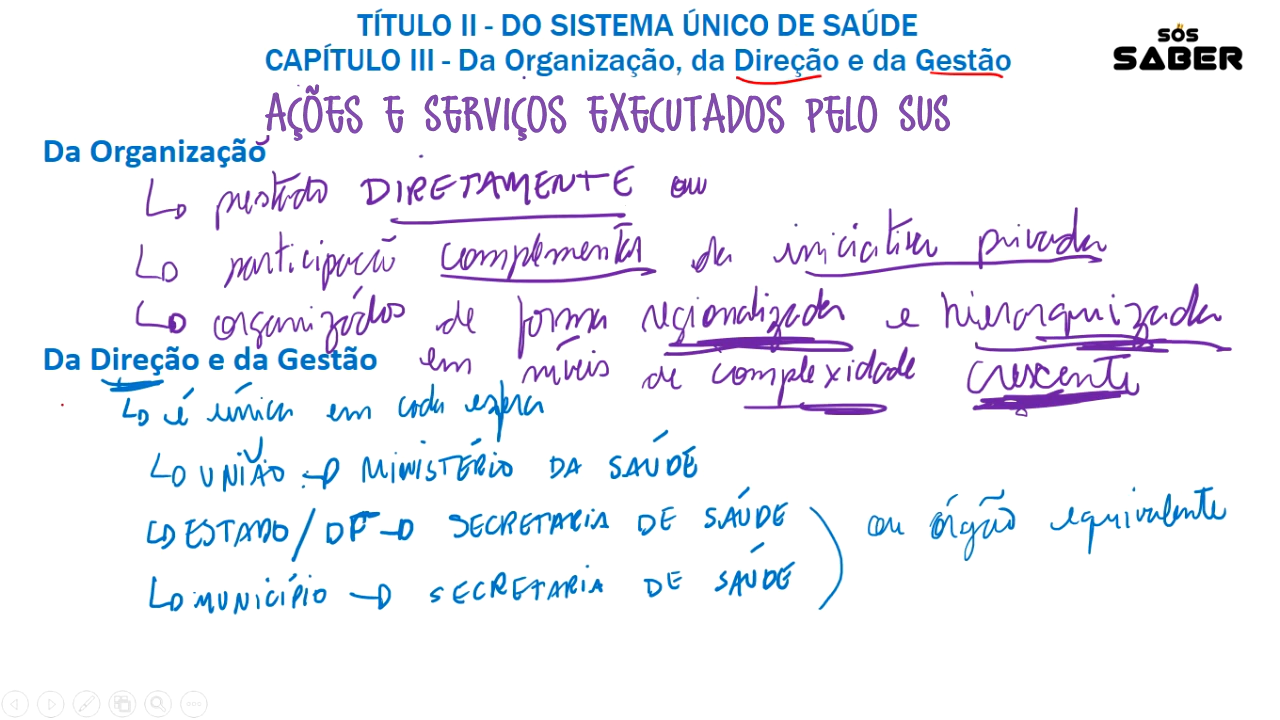 TÍTULO II - DO SISTEMA ÚNICO DE SAÚDE
CAPÍTULO III - Da Organização, da Direção e da Gestão
SÓS
SABER
AÇÕES E SERVIÇOS EXECUTADOS PELO SUS
Da Organização
prestado DIRETAMENTE ou
participação complementar da iniciativa privada
organizados de forma regionalizada e hierarquizada
em níveis de complexidade crescente
Da Direção e da Gestão
é única em cada esfera
UNIÃO → MINISTÉRIO DA SAÚDE
ESTADO/DF → SECRETARIA DE SAÚDE
MUNICÍPIO → SECRETARIA DE SAÚDE
ou órgão equivalente